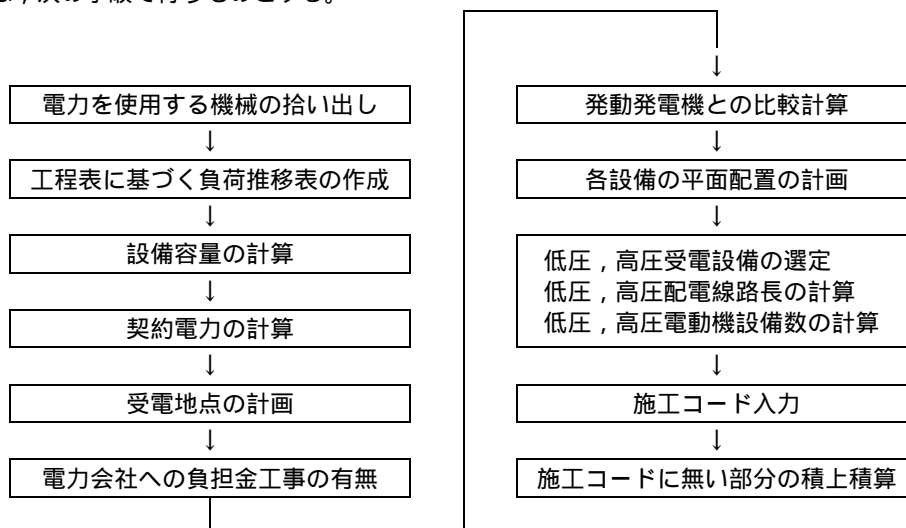 は，次の手順で行うものとする。
電力を使用する機械の拾い出し
↓
工程表に基づく負荷推移表の作成
↓
設備容量の計算
↓
契約電力の計算
↓
受電地点の計画
↓
電力会社への負担金工事の有無
↓
発動発電機との比較計算
↓
各設備の平面配置の計画
↓
低圧，高圧受電設備の選定
低圧，高圧配電線路長の計算
低圧，高圧電動機設備数の計算
↓
施工コード入力
↓
施工コードに無い部分の積上積算